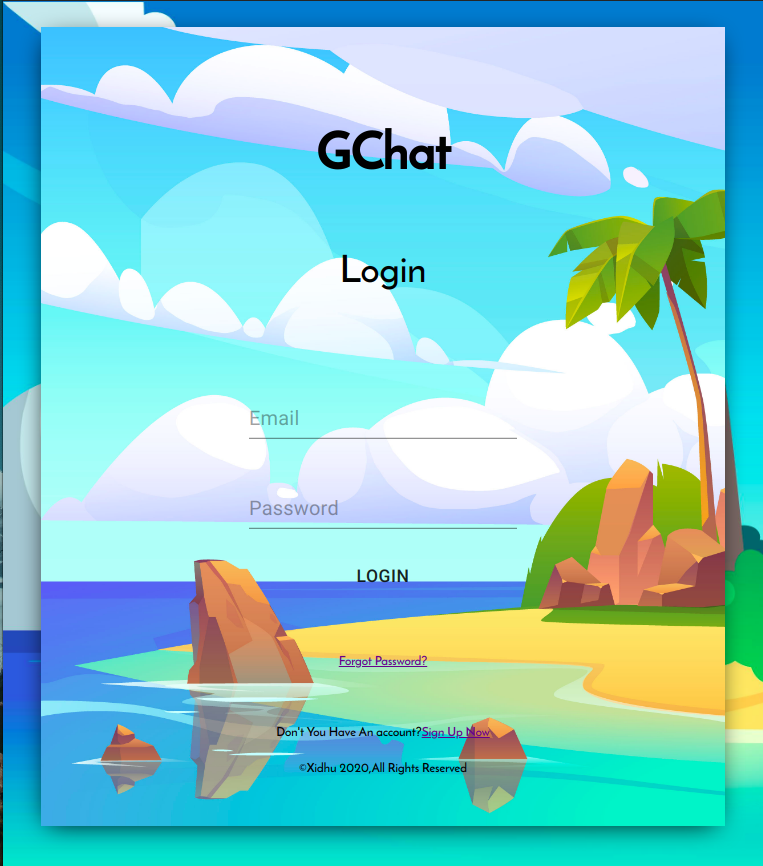 GChat
Login
Email
Password
LOGIN
Forgot Password?
Don't You Have An account?Sign Up Now
©Xidhu 2020,All Rights Reserved